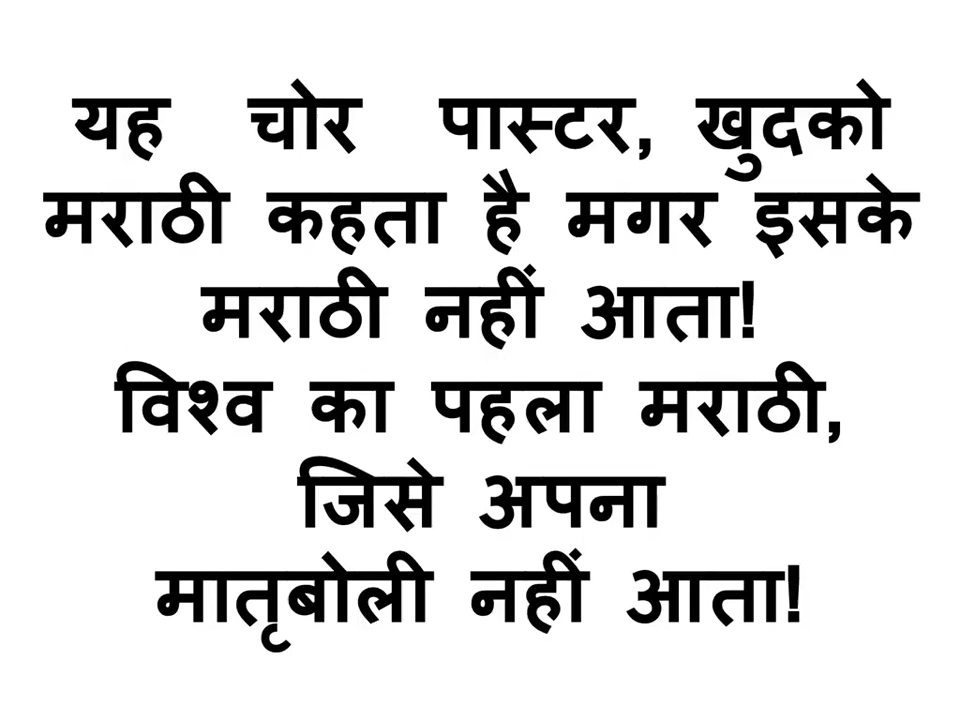 यह चोर पास्टर, खुदको
मराठी कहता है मगर इसके
मराठी नहीं आता!
विश्व का पहला मराठी,
जिसे अपना
मातृबोली नहीं आता!